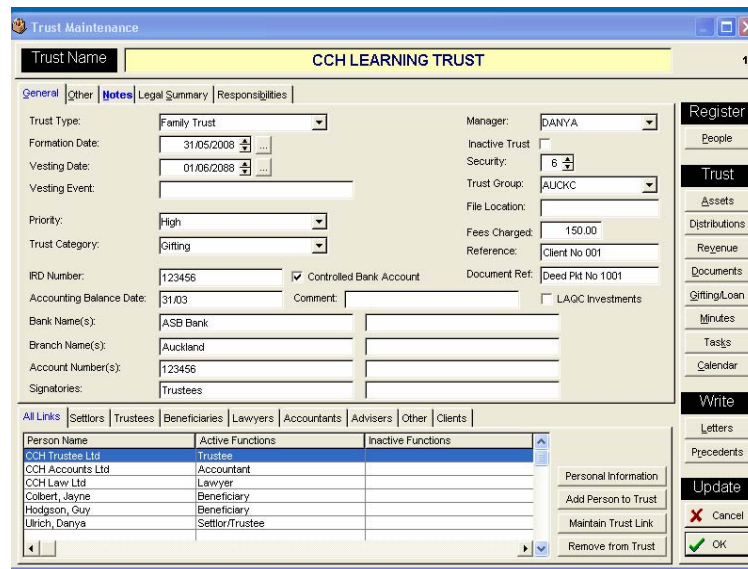 Trust Maintenance
Trust Name CCH LEARNING TRUST 1
General Other Notes Legal Summary Responsibilities
Trust Type: Family Trust
Formation Date: 31/05/2008 ...
Vesting Date: 01/06/2088 ...
Vesting Event:
Priority: High
Trust Category: Gifting
IRD Number: 123456 Controlled Bank Account
Accounting Balance Date: 31/03 Comment:
Bank Name(s): ASB Bank
Branch Name(s): Auckland
Account Number(s): 123456
Signatories: Trustees
Manager: DANYA
Inactive Trust
Security: 6
Trust Group: AUCKC
File Location:
Fees Charged: 150.00
Reference: Client No 001
Document Ref: Deed Pkt No 1001
LAQC Investments
All Links Settlors Trustees Beneficiaries Lawyers Accountants Advisers Other Clients
Person Name Active Functions Inactive Functions
CCH Trustee Ltd Trustee
CCH Accounts Ltd Accountant
CCH Law Ltd Lawyer
Colbert, Jayne Beneficiary
Hodgson, Guy Beneficiary
Ulrich, Danya Settlor/Trustee
Personal Information
Add Person to Trust
Maintain Trust Link
Remove from Trust
Register
People
Trust
Assets
Distributions
Revenue
Documents
Gifting/Loan
Minutes
Tasks
Calendar
Write
Letters
Precedents
Update
Cancel
OK